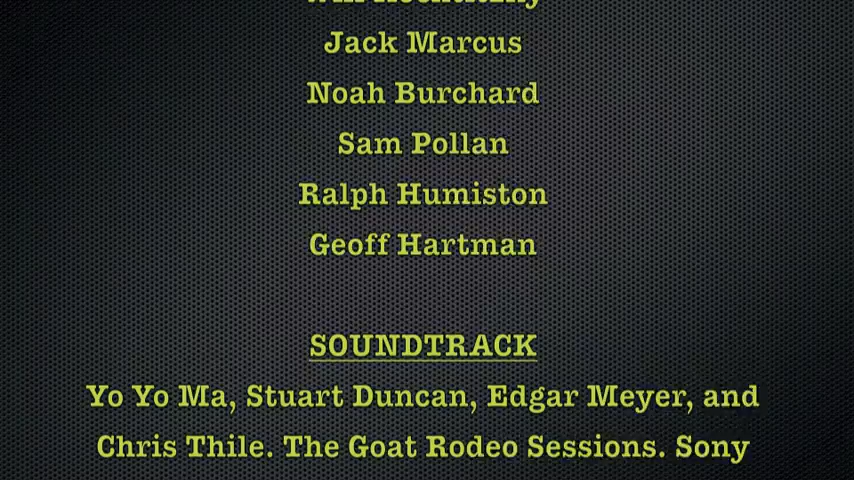 Jack Marcus
Noah Burchard
Sam Pollan
Ralph Humiston
Geoff Hartman
SOUNDTRACK
Yo Yo Ma, Stuart Duncan, Edgar Meyer, and
Chris Thile. The Goat Rodeo Sessions. Sony